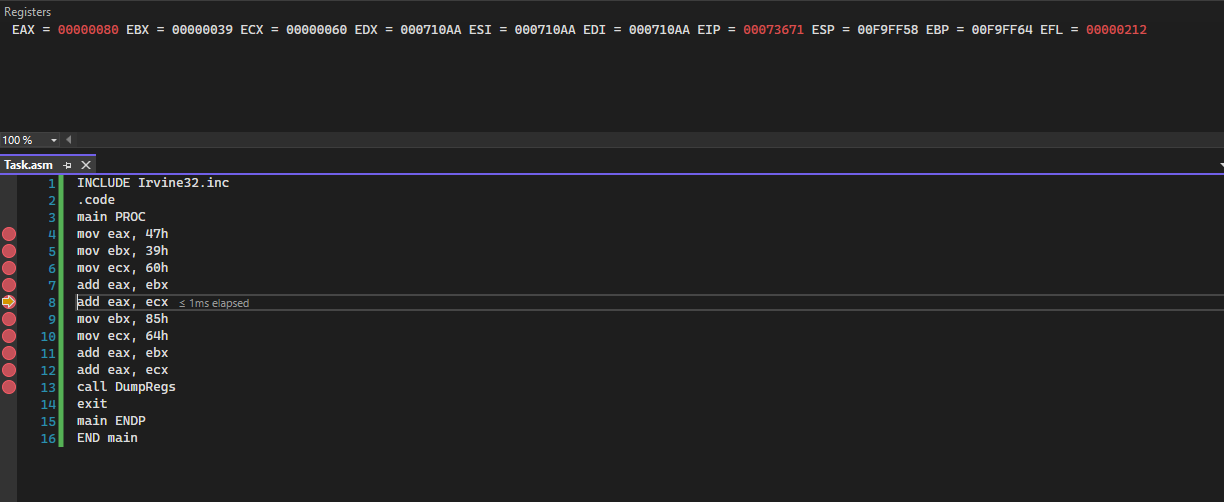 Registers
EAX = 00000080 EBX = 00000039 ECX = 00000060 EDX = 000710AA ESI = 000710AA EDI = 000710AA EIP = 00073671 ESP = 00F9FF58 EBP = 00F9FF64 EFL = 00000212
100 %
Task.asm
1 INCLUDE Irvine32.inc
2 .code
3 main PROC
4 mov eax, 47h
5 mov ebx, 39h
6 mov ecx, 60h
7 add eax, ebx
8 add eax, ecx ≤ 1ms elapsed
9 mov ebx, 85h
10 mov ecx, 64h
11 add eax, ebx
12 add eax, ecx
13 call DumpRegs
14 exit
15 main ENDP
16 END main